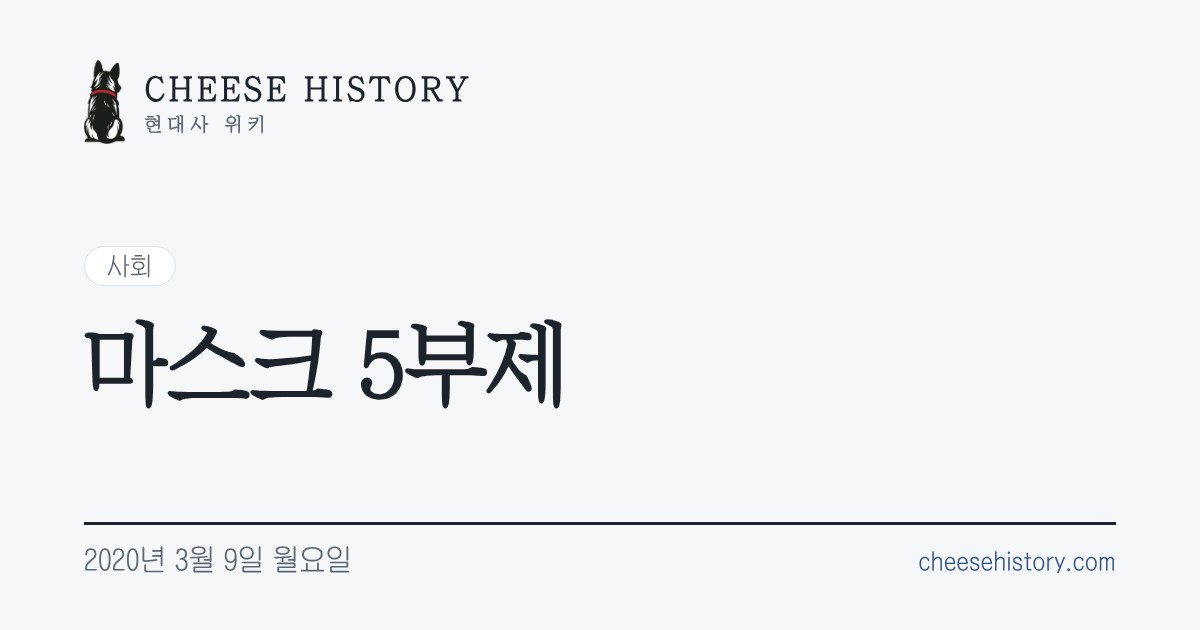 CHEESE HISTORY
현대사 위키
사회
마스크 5부제
2020년 3월 9일 월요일
cheesehistory.com